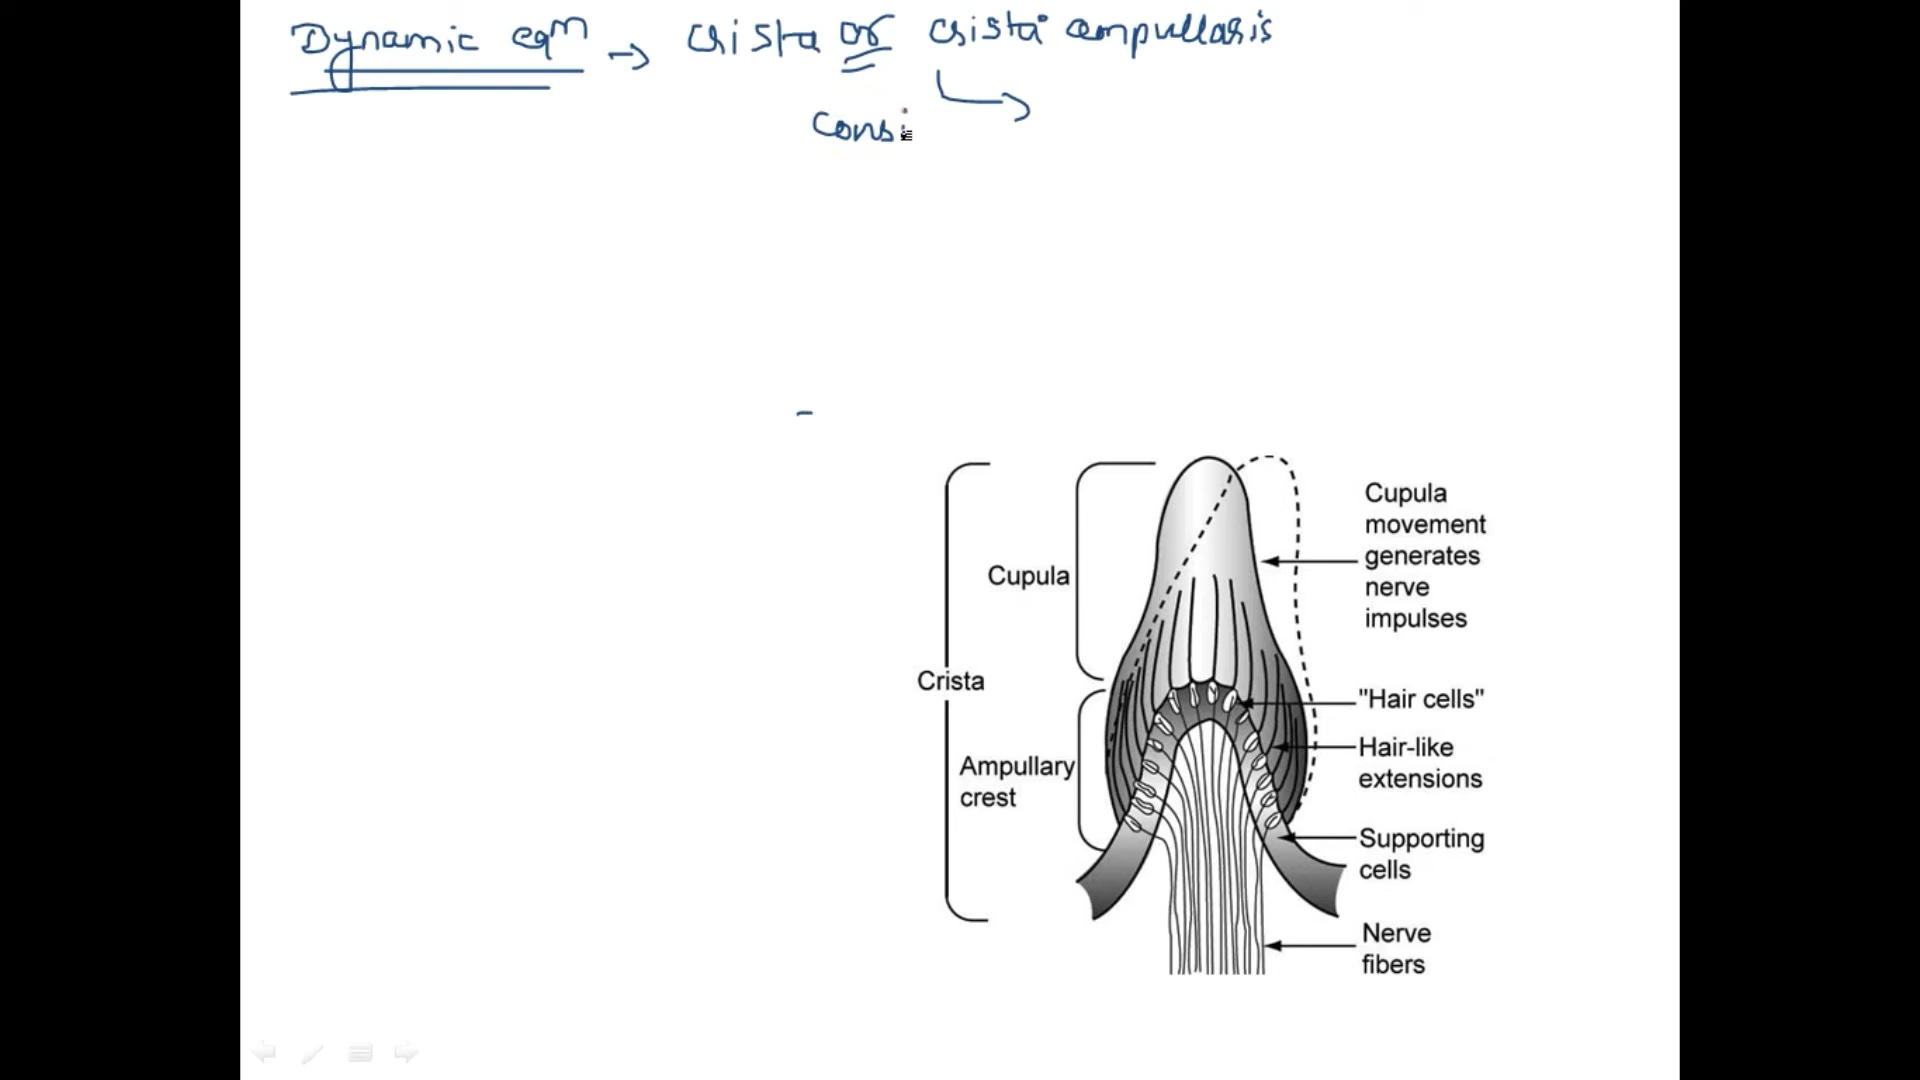 Dynamic eqm → crista or crista ampullaris
Consi
Cupula
movement
generates
nerve
impulses
Cupula
Crista
"Hair cells"
Hair-like
extensions
Ampullary
crest
Supporting
cells
Nerve
fibers